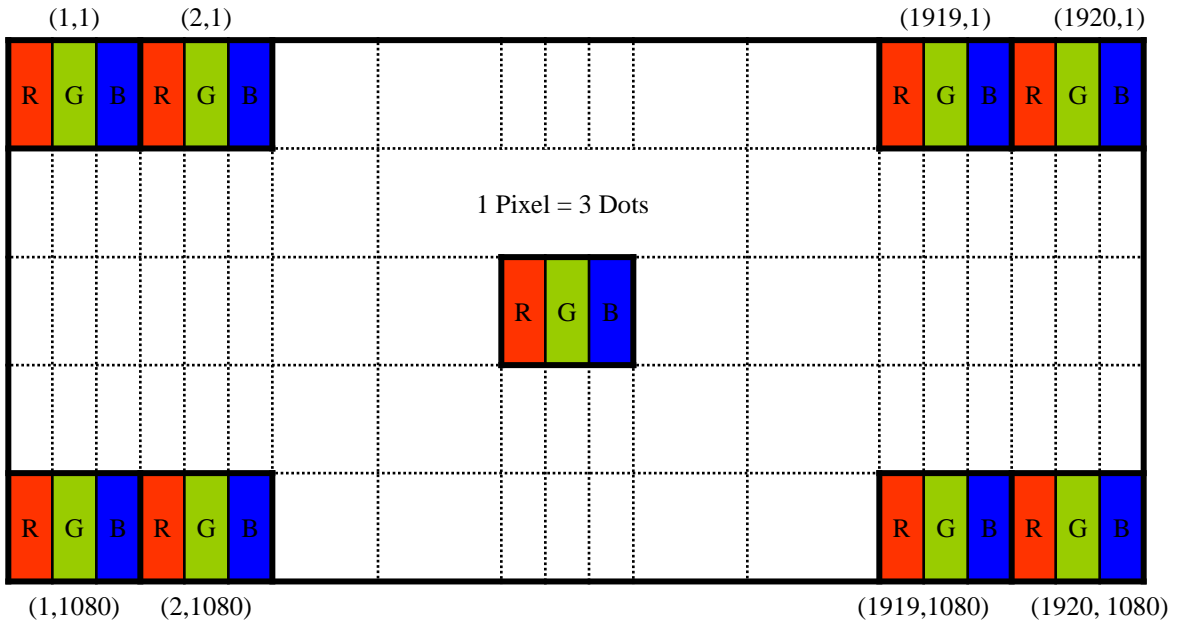 (1,1) (2,1) (1919,1) (1920,1)
R G B R G B R G B R G B
1 Pixel = 3 Dots
R G B
R G B R G B R G B R G B
(1,1080) (2,1080) (1919,1080) (1920, 1080)